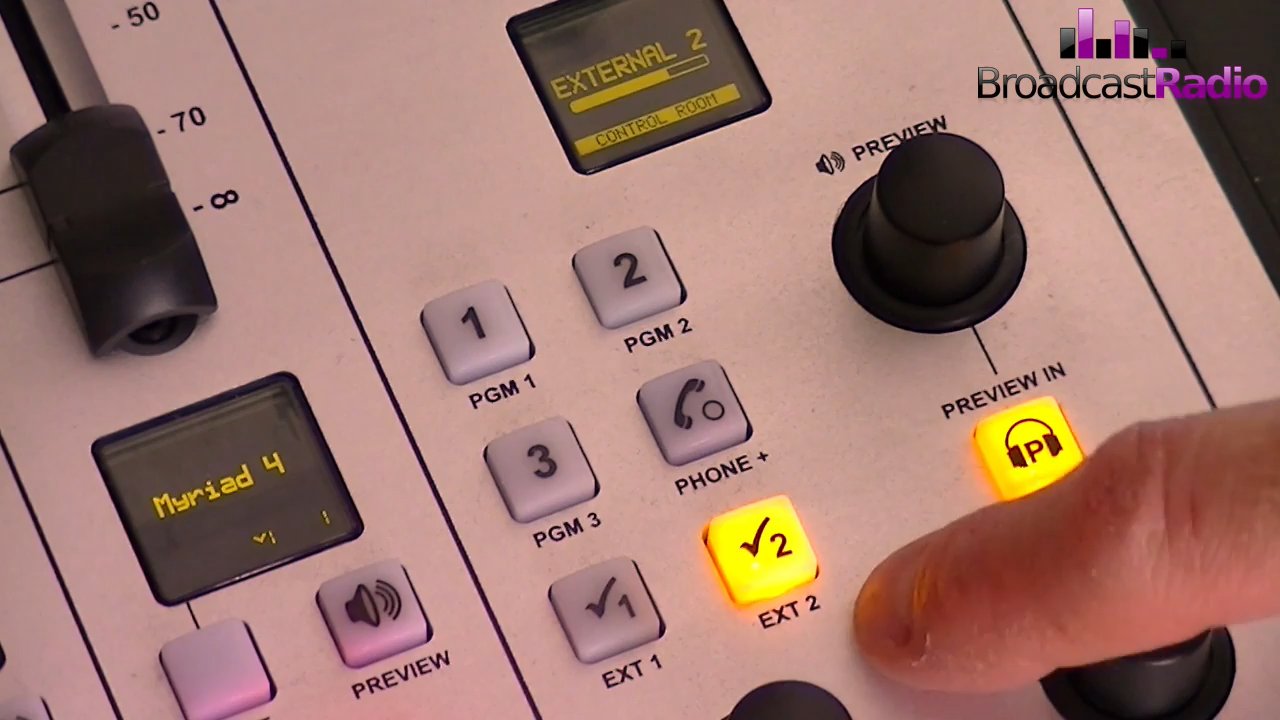 - 50
- 70
- ∞
EXTERNAL 2
CONTROL ROOM
BroadcastRadio
PREVIEW
1
PGM 1
2
PGM 2
3
PGM 3
PHONE +
PREVIEW IN
P
✓1
EXT 1
✓2
EXT 2
Myriad 4
PREVIEW